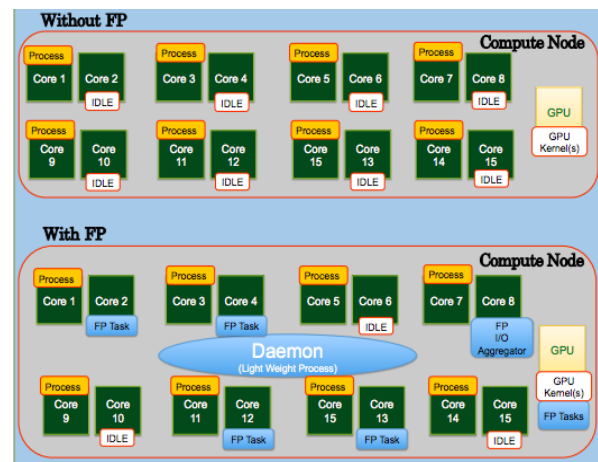 Without FP
Compute Node
Process
Core 1
Core 2
IDLE
Process
Core 3
Core 4
IDLE
Process
Core 5
Core 6
IDLE
Process
Core 7
Core 8
IDLE
GPU
GPU
Kernel(s)
Process
Core
9
Core
10
IDLE
Process
Core
11
Core
12
IDLE
Process
Core
15
Core
13
IDLE
Process
Core
14
Core
15
IDLE
With FP
Compute Node
Process
Core 1
Core 2
FP Task
Process
Core 3
Core 4
FP Task
Process
Core 5
Core 6
IDLE
Process
Core 7
Core 8
FP
I/O
Aggregator
Daemon
(Light Weight Process)
GPU
GPU
Kernel(s)
FP Tasks
Process
Core
9
Core
10
IDLE
Process
Core
11
Core
12
FP Task
Process
Core
15
Core
13
FP Task
Process
Core
14
Core
15
IDLE